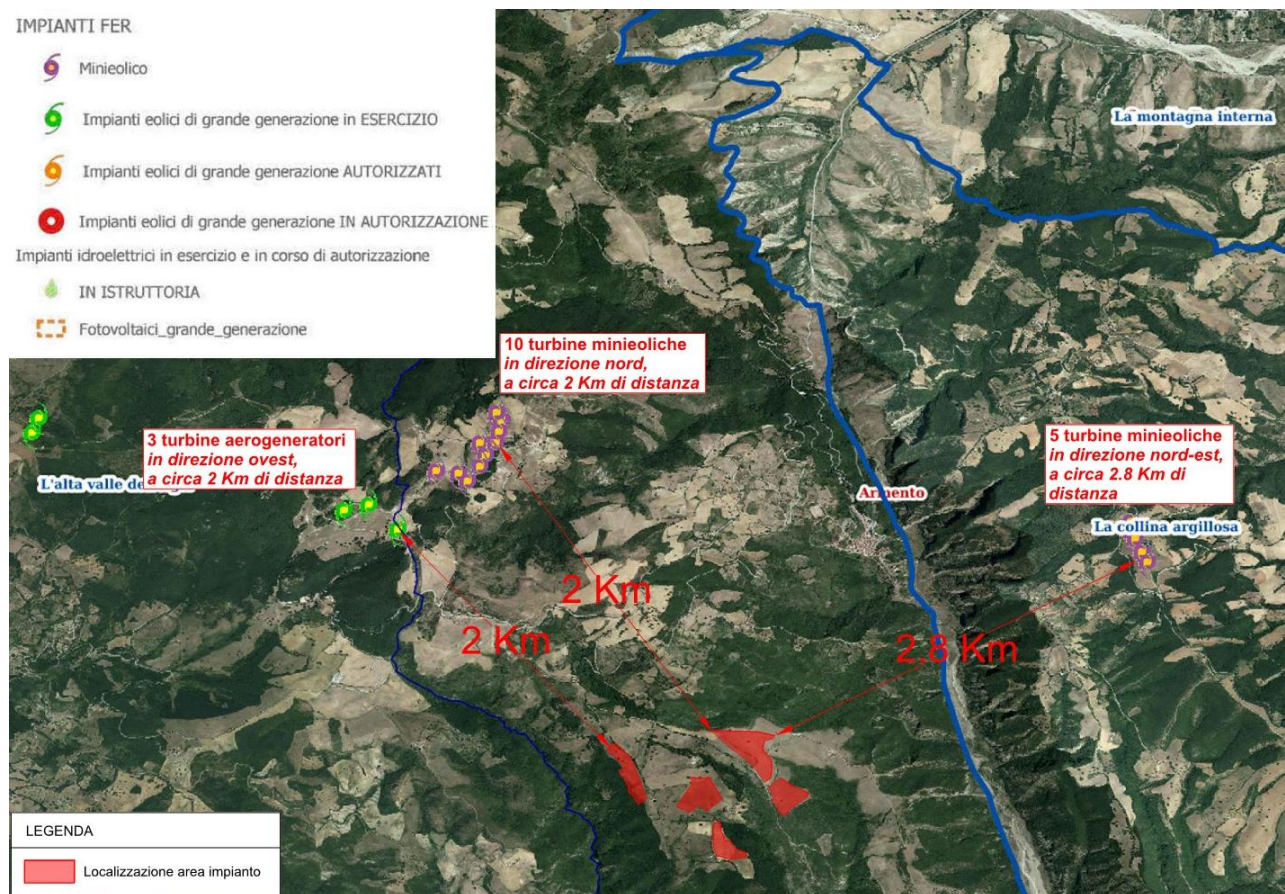 IMPIANTI FER
Minieolico
Impianti eolici di grande generazione in ESERCIZIO
Impianti eolici di grande generazione AUTORIZZATI
Impianti eolici di grande generazione IN AUTORIZZAZIONE
Impianti idroelettrici in esercizio e in corso di autorizzazione
IN ISTRUTTORIA
Fotovoltaici_grande_generazione
La montagna interna
10 turbine minieoliche
in direzione nord,
a circa 2 Km di distanza
3 turbine aerogeneratori
in direzione ovest,
a circa 2 Km di distanza
L'alta valle
5 turbine minieoliche
in direzione nord-est,
a circa 2.8 Km di
distanza
Armento
La collina argillosa
2 Km
2 Km
2,8 Km
LEGENDA
Localizzazione area impianto